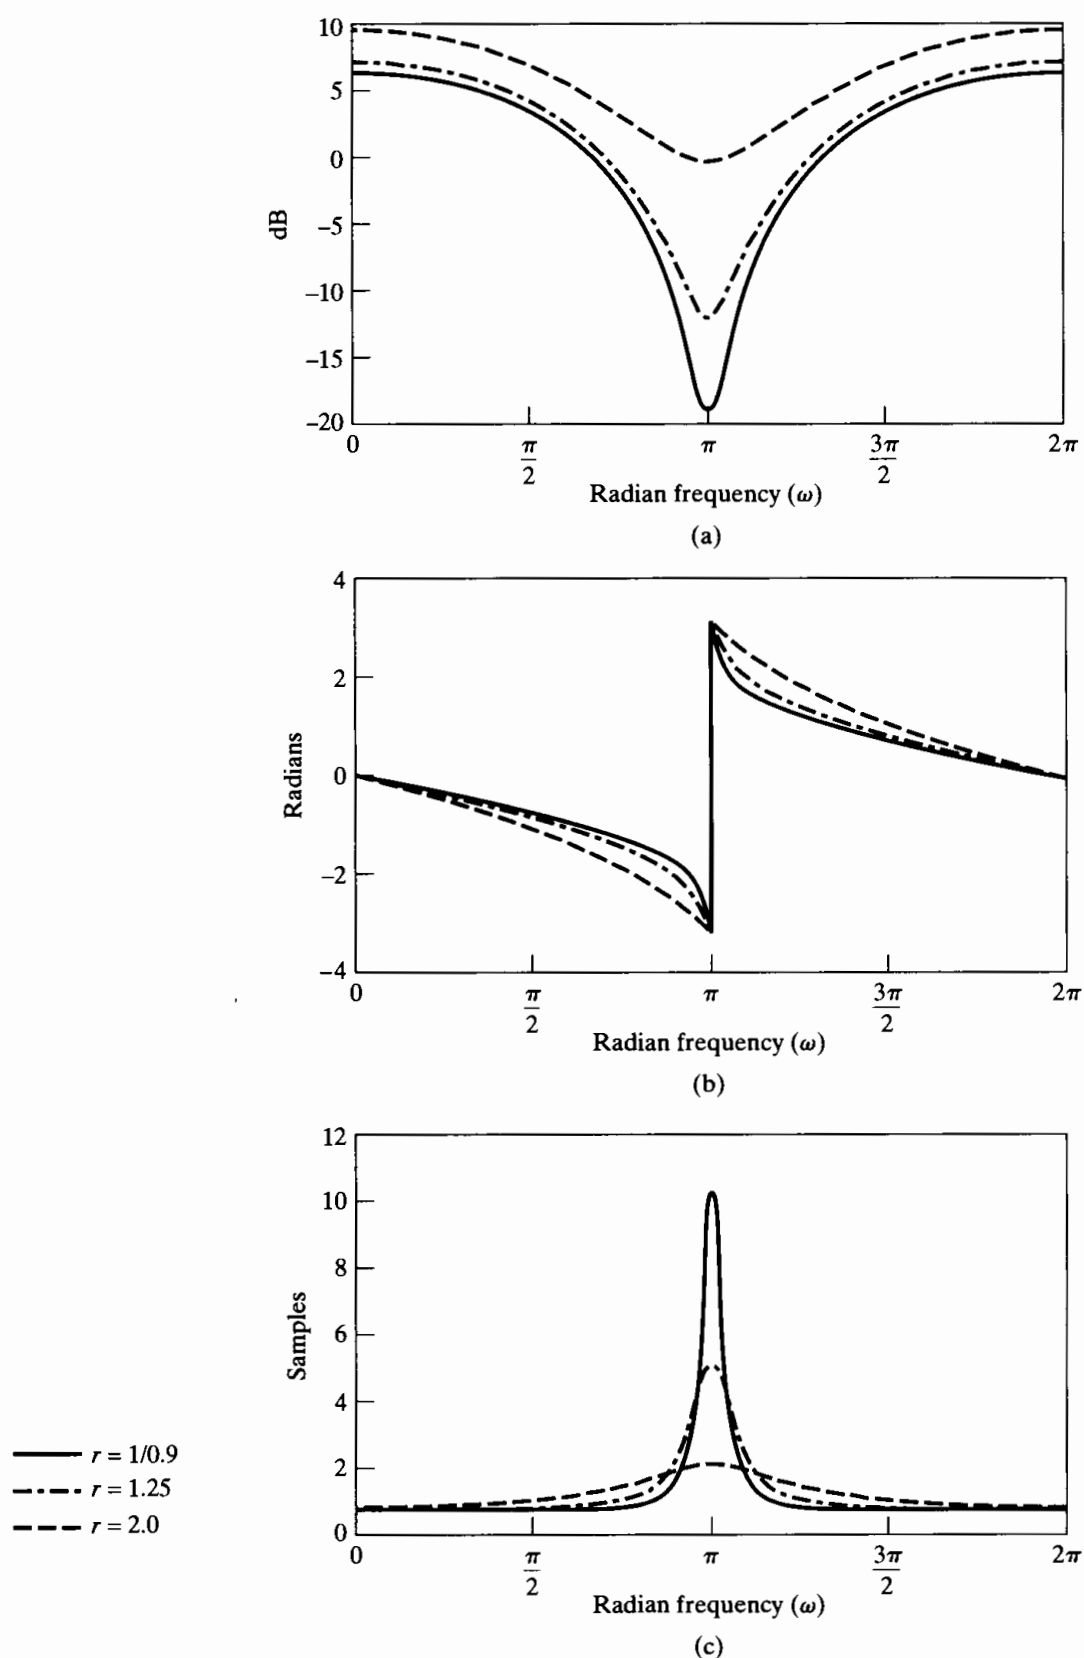 10
5
0
−5
−10
−15
−20
dB
0
π/2
π
3π/2
2π
Radian frequency (ω)
(a)
4
2
0
−2
−4
Radians
0
π/2
π
3π/2
2π
Radian frequency (ω)
(b)
12
10
8
6
4
2
0
Samples
0
π/2
π
3π/2
2π
Radian frequency (ω)
(c)
r = 1/0.9
r = 1.25
r = 2.0